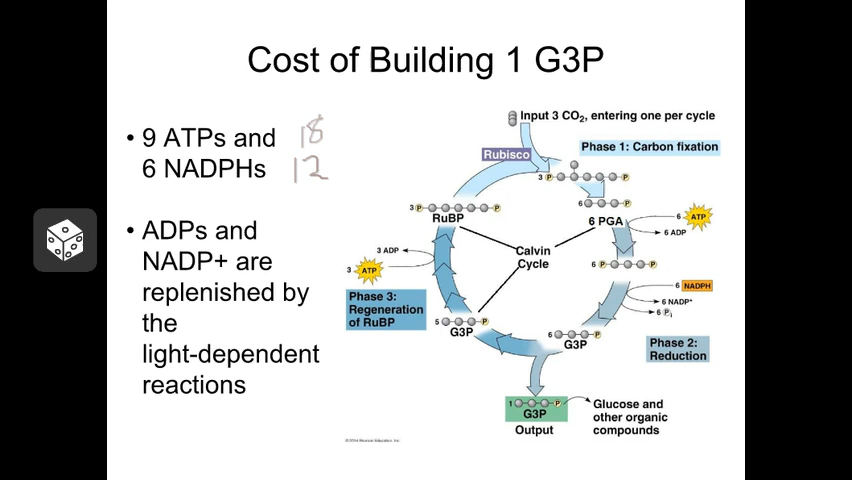 Cost of Building 1 G3P
• 9 ATPs and 18
6 NADPHs 12
• ADPs and
NADP+ are
replenished by
the
light-dependent
reactions
Input 3 CO2, entering one per cycle
Rubisco
Phase 1: Carbon fixation
3 P P
6 P
6 PGA
6 ATP
6 ADP
6 P P
6 NADPH
6 NADP+
6 Pi
Phase 2:
Reduction
6 P
G3P
1 P
G3P
Output
Glucose and
other organic
compounds
5 P
G3P
Phase 3:
Regeneration
of RuBP
3 ATP
3 ADP
3 P P
RuBP
Calvin
Cycle
© 2014 Pearson Education, Inc.